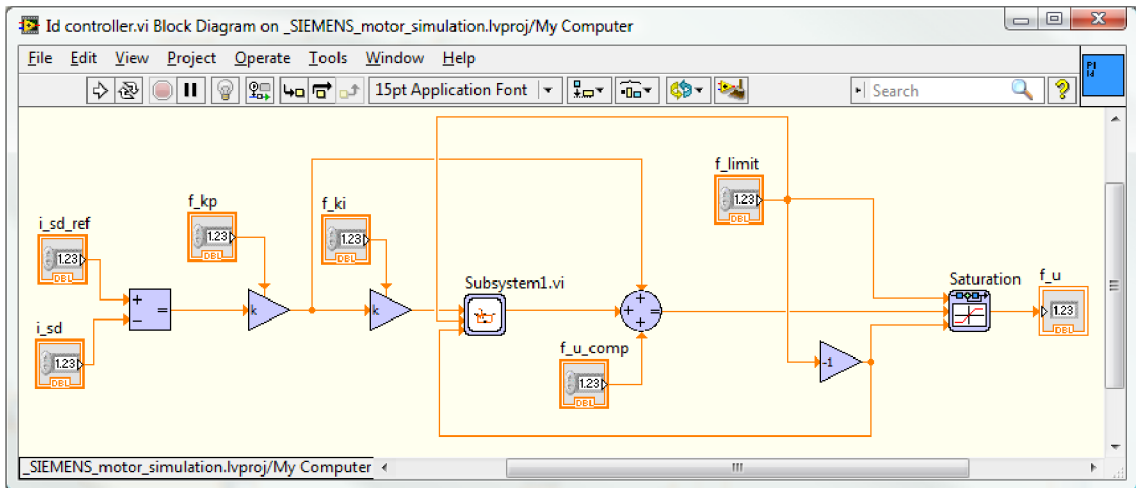 Id controller.vi Block Diagram on _SIEMENS_motor_simulation.lvproj/My Computer
File Edit View Project Operate Tools Window Help
15pt Application Font
Search
?
PI
Id
f_limit
1.23
DBL
f_kp
1.23
DBL
f_ki
1.23
DBL
i_sd_ref
1.23
DBL
+
−
=
k
k
Subsystem1.vi
+
+
+
=
Saturation
f_u
1.23
DBL
i_sd
1.23
DBL
f_u_comp
1.23
DBL
-1
_SIEMENS_motor_simulation.lvproj/My Computer